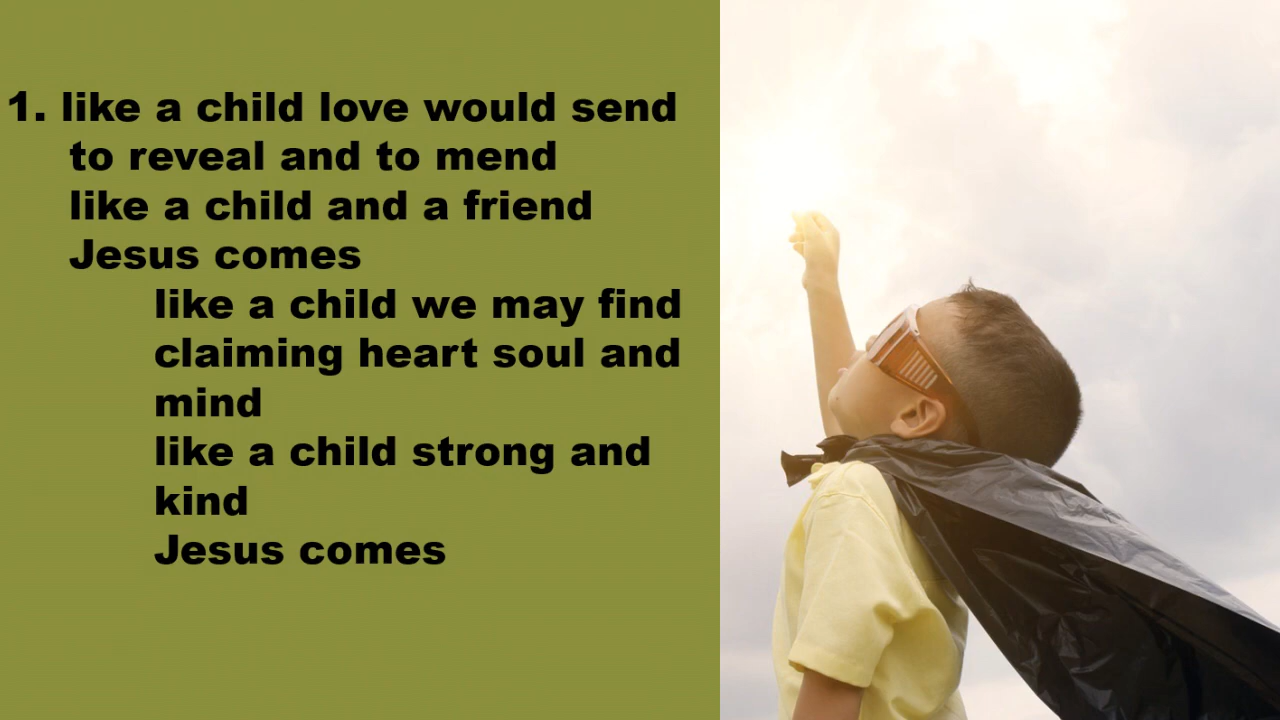 1. like a child love would send
to reveal and to mend
like a child and a friend
Jesus comes
like a child we may find
claiming heart soul and
mind
like a child strong and
kind
Jesus comes